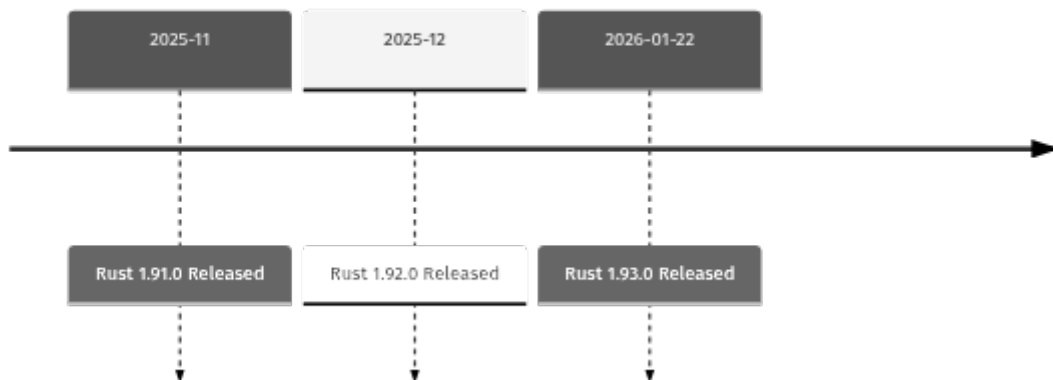 2025-11
2025-12
2026-01-22
Rust 1.91.0 Released
Rust 1.92.0 Released
Rust 1.93.0 Released